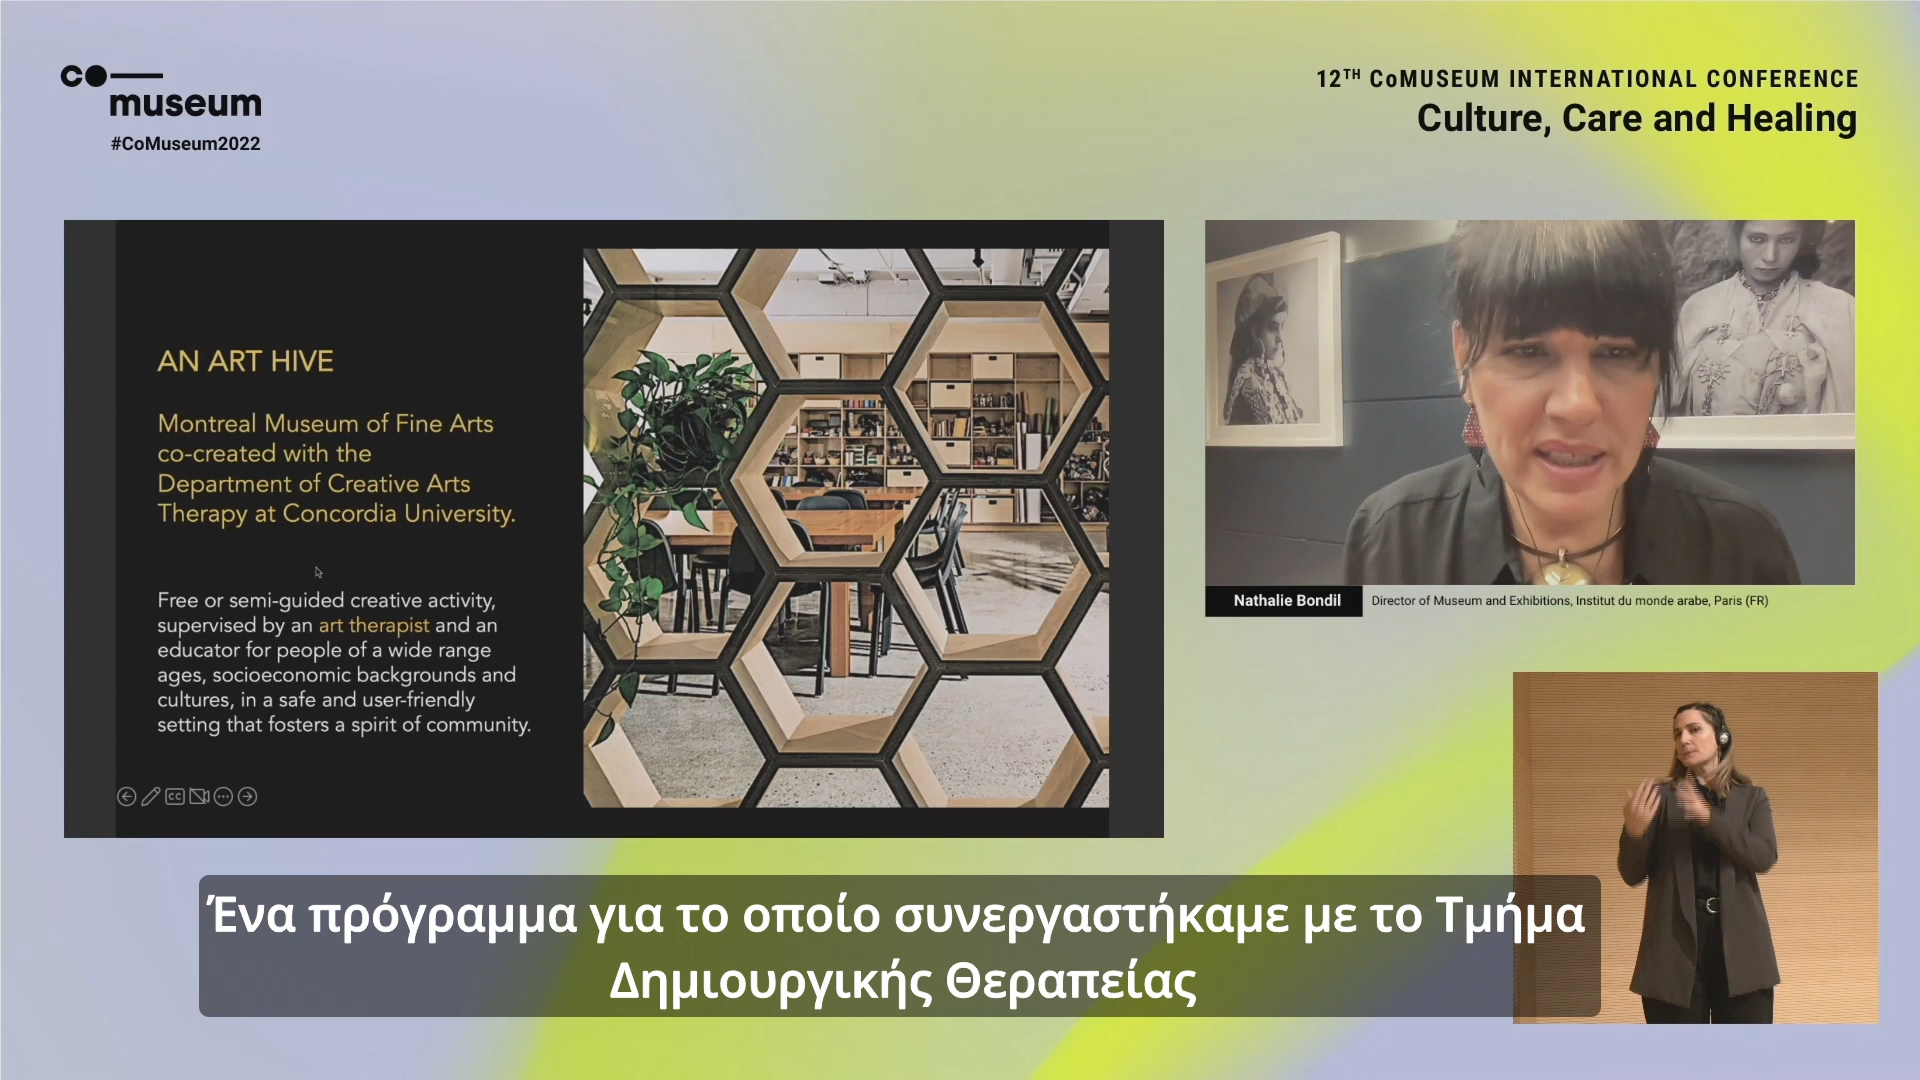 co
museum
#CoMuseum2022
12TH CoMUSEUM INTERNATIONAL CONFERENCE
Culture, Care and Healing
AN ART HIVE
Montreal Museum of Fine Arts
co-created with the
Department of Creative Arts
Therapy at Concordia University.
Free or semi-guided creative activity,
supervised by an art therapist and an
educator for people of a wide range
ages, socioeconomic backgrounds and
cultures, in a safe and user-friendly
setting that fosters a spirit of community.
CC
Nathalie Bondil
Director of Museum and Exhibitions, Institut du monde arabe, Paris (FR)
Ένα πρόγραμμα για το οποίο συνεργαστήκαμε με το Τμήμα
Δημιουργικής Θεραπείας